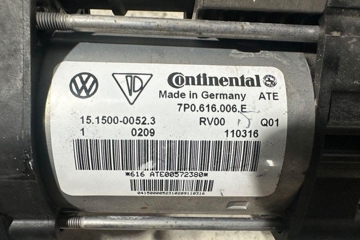 Continental
Made in Germany ATE
7P0.616.006.E
15.1500-0052.3 RV00 Q01
1 0209 110316
*616 ATE00572380*